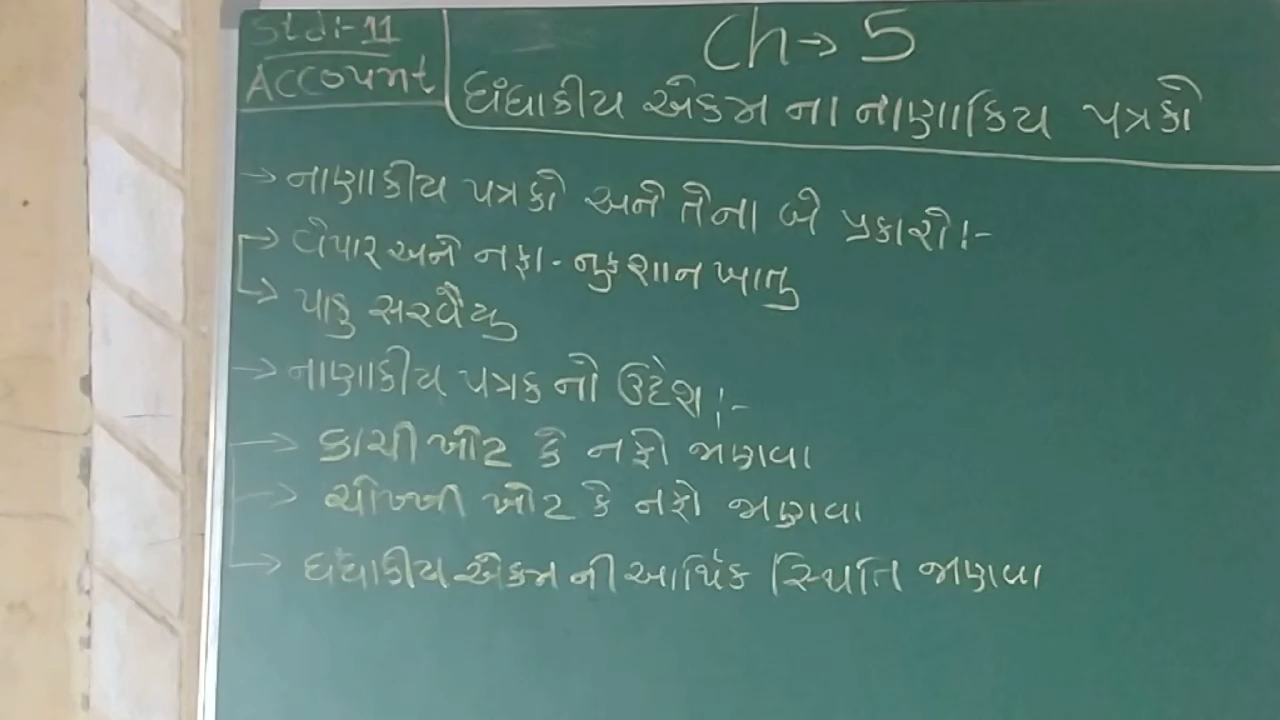 Std:-11
Account
Ch→5
ધંધાકીય એકમ ના નાણાકિય પત્રકો
→ નાણાકીય પત્રકો અને તેના બે પ્રકારો:-
→ વેપાર અને નફા-નુકશાન ખાતુ
→ પાકુ સરવૈયુ
→ નાણાકીય પત્રક નો ઉદેશ:-
→ કાચી ખોટ કે નફો જાણવા
→ ચોખ્ખી ખોટ કે નફો જાણવા
→ ધંધાકીય એકમ ની આર્થિક સ્થિતિ જાણવા